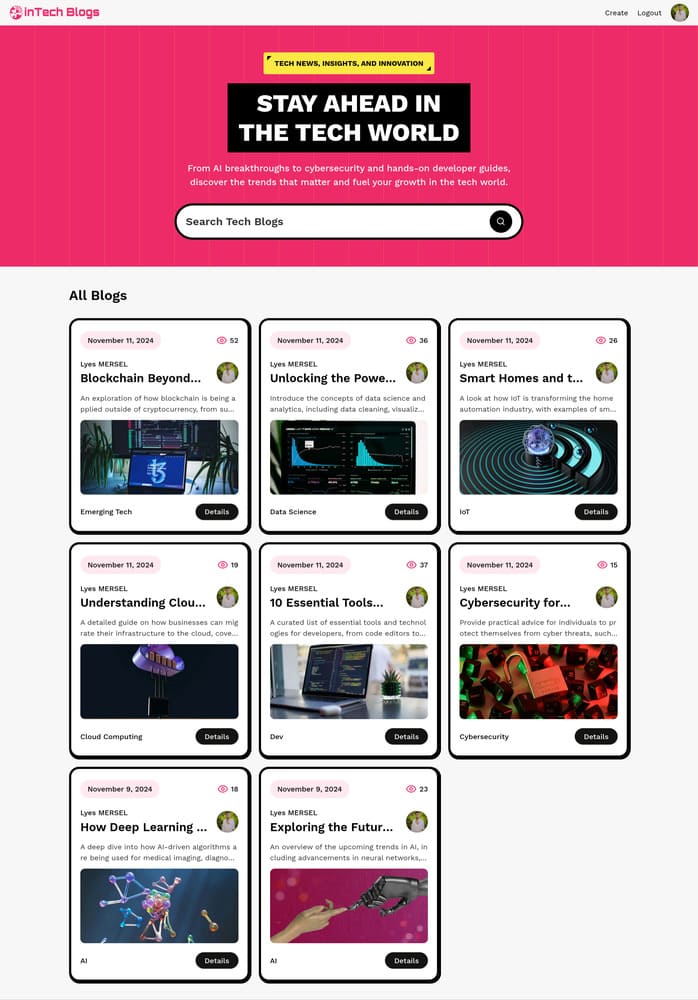 inTech Blogs
Create
Logout
TECH NEWS, INSIGHTS, AND INNOVATION
STAY AHEAD IN
THE TECH WORLD
From AI breakthroughs to cybersecurity and hands-on developer guides,
discover the trends that matter and fuel your growth in the tech world.
Search Tech Blogs
All Blogs
November 11, 2024
52
Lyes MERSEL
Blockchain Beyond...
An exploration of how blockchain is being a
pplied outside of cryptocurrency, from su...
Emerging Tech
Details
November 11, 2024
36
Lyes MERSEL
Unlocking the Powe...
Introduce the concepts of data science and
analytics, including data cleaning, visualiz...
Data Science
Details
November 11, 2024
26
Lyes MERSEL
Smart Homes and t...
A look at how IoT is transforming the home
automation industry, with examples of sm...
IoT
Details
November 11, 2024
19
Lyes MERSEL
Understanding Clou...
A detailed guide on how businesses can mig
rate their infrastructure to the cloud, cove...
Cloud Computing
Details
November 11, 2024
37
Lyes MERSEL
10 Essential Tools...
A curated list of essential tools and technol
ogies for developers, from code editors to...
Dev
Details
November 11, 2024
15
Lyes MERSEL
Cybersecurity for...
Provide practical advice for individuals to pr
otect themselves from cyber threats, such...
Cybersecurity
Details
November 9, 2024
18
Lyes MERSEL
How Deep Learning ...
A deep dive into how AI-driven algorithms a
re being used for medical imaging, diagno...
AI
Details
November 9, 2024
23
Lyes MERSEL
Exploring the Futur...
An overview of the upcoming trends in AI, in
cluding advancements in neural networks,...
AI
Details